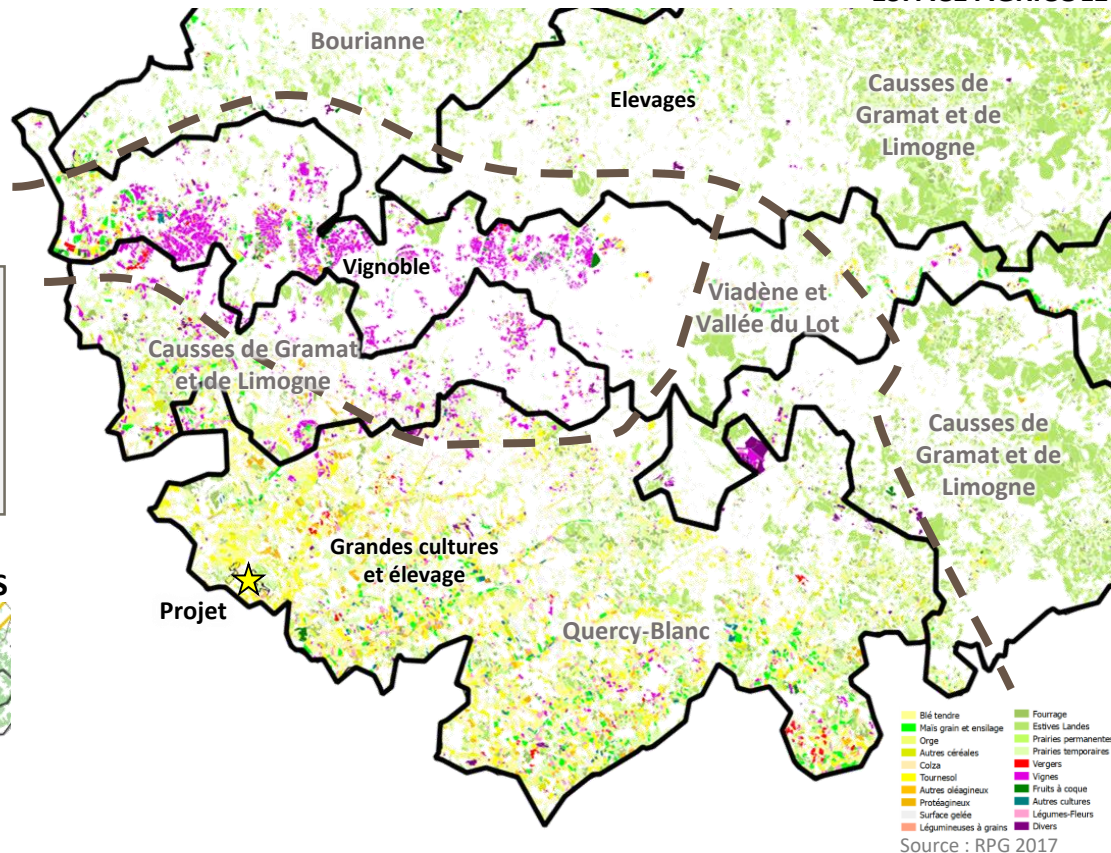 Bourianne
Elevages
Causses de
Gramat et de
Limogne
Vignoble
Viadène et
Vallée du Lot
Causses de Gramat
et de Limogne
Causses de
Gramat et de
Limogne
Grandes cultures
et élevage
Projet
Quercy-Blanc
S
Blé tendre
Maïs grain et ensilage
Orge
Autres céréales
Colza
Tournesol
Autres oléagineux
Protéagineux
Surface gelée
Légumineuses à grains
Fourrage
Estives Landes
Prairies permanentes
Prairies temporaires
Vergers
Vignes
Fruits à coque
Autres cultures
Légumes-Fleurs
Divers
Source : RPG 2017